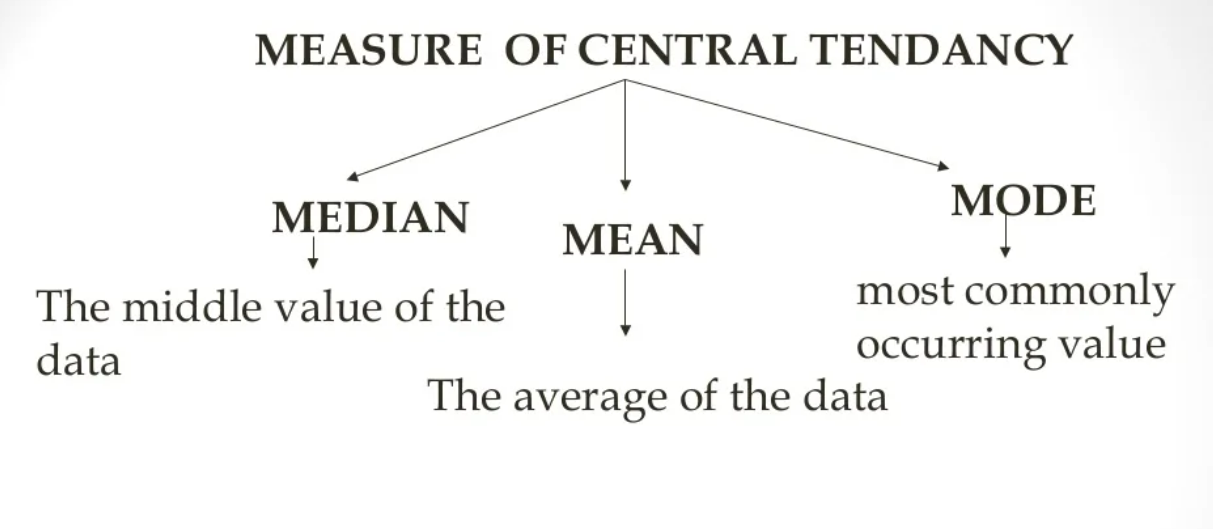 MEASURE OF CENTRAL TENDANCY
MEDIAN
The middle value of the
data
MEAN
The average of the data
MODE
most commonly
occurring value